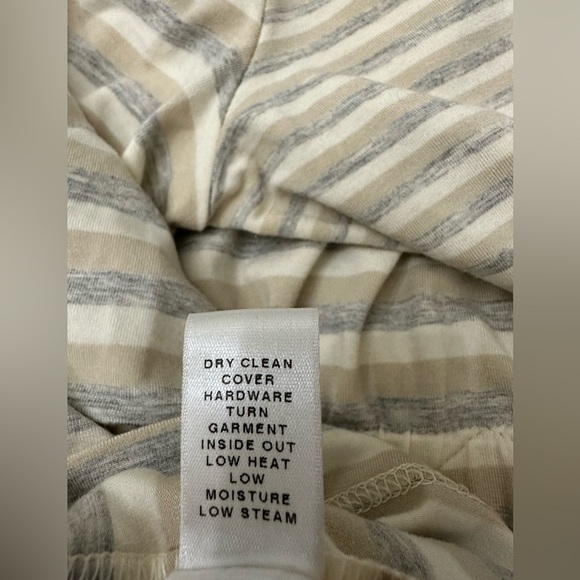 DRY CLEAN
COVER
HARDWARE
TURN
GARMENT
INSIDE OUT
LOW HEAT
LOW
MOISTURE
LOW STEAM